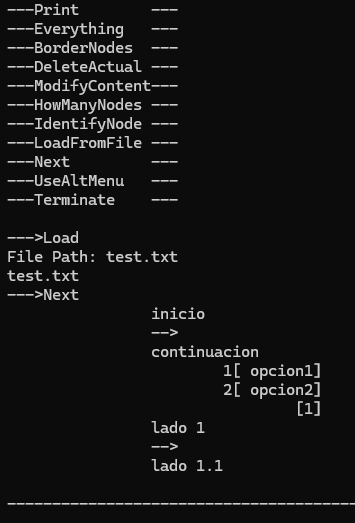 ---Print        ---
---Everything   ---
---BorderNodes  ---
---DeleteActual ---
---ModifyContent---
---HowManyNodes ---
---IdentifyNode ---
---LoadFromFile ---
---Next         ---
---UseAltMenu   ---
---Terminate    ---

--->Load
File Path: test.txt
test.txt
--->Next
                inicio
                -->
                continuacion
                        1[ opcion1]
                        2[ opcion2]
                                [1]
                lado 1
                -->
                lado 1.1

---------------------------------------